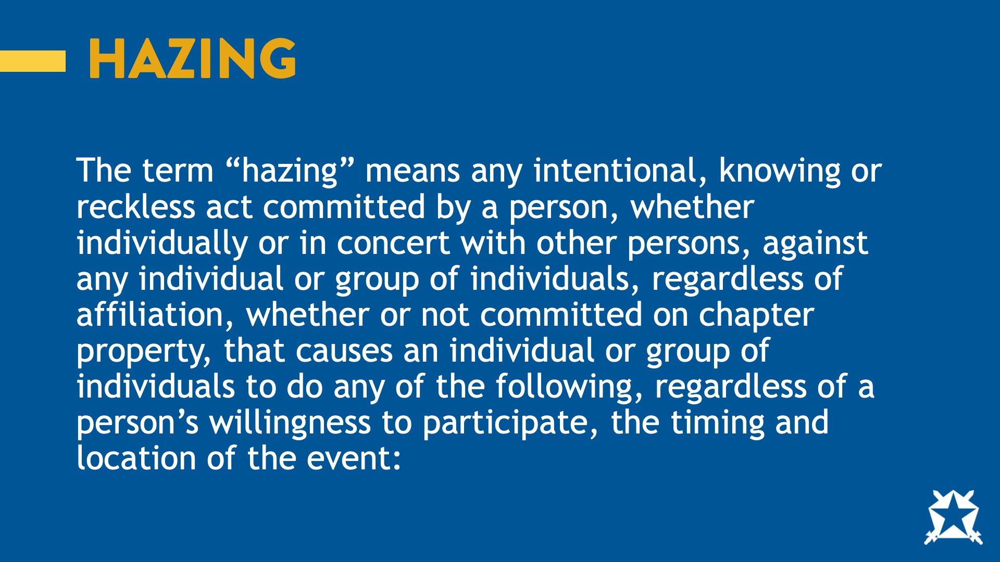 HAZING
The term “hazing” means any intentional, knowing or
reckless act committed by a person, whether
individually or in concert with other persons, against
any individual or group of individuals, regardless of
affiliation, whether or not committed on chapter
property, that causes an individual or group of
individuals to do any of the following, regardless of a
person’s willingness to participate, the timing and
location of the event: